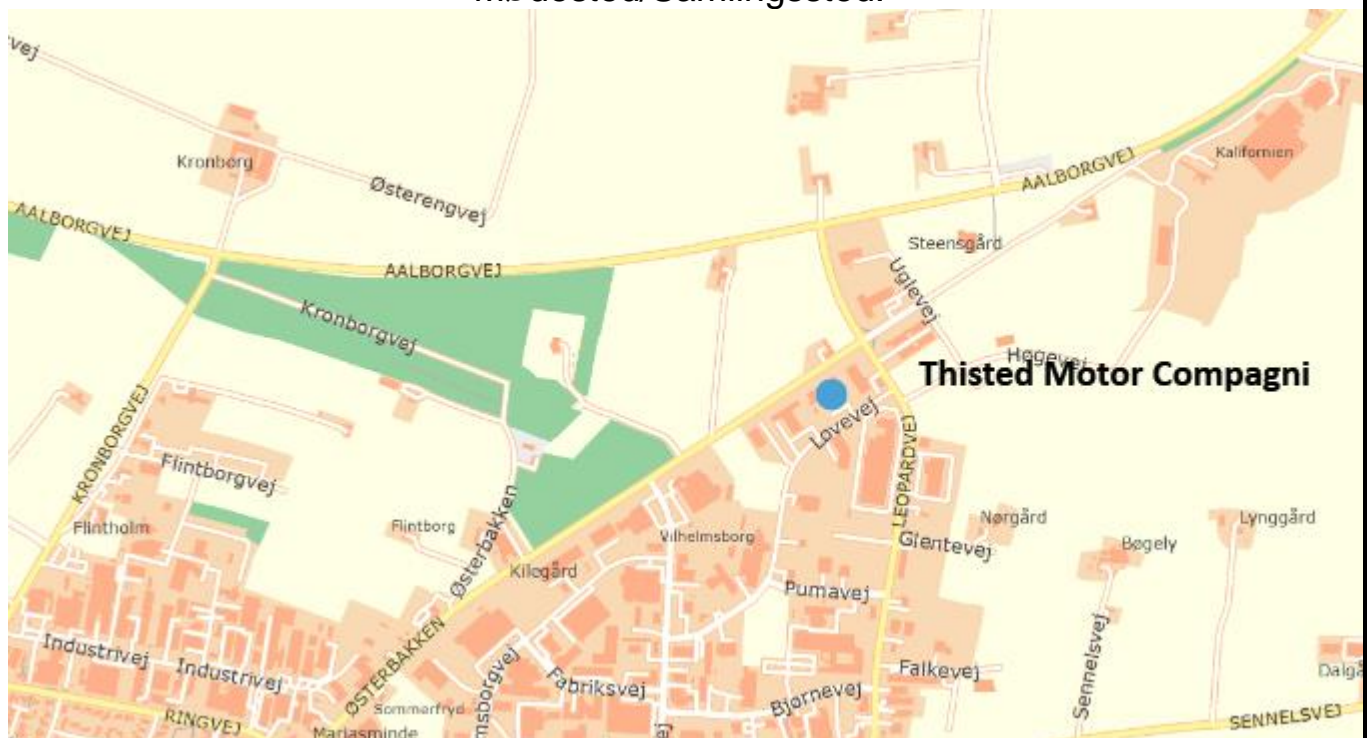 vej
Kronborg
Østerengvej
AALBORGVEJ
Kalifornien
AALBORGVEJ
AALBORGVEJ
Steensgård
Uglevej
Kronborgvej
Høgevej
Thisted Motor Compagni
Løvevej
KRONBORGVEJ
Flintborgvej
LEOPARDVEJ
Flintholm
Flintborg
Østerbakken
Vilhelmsborg
Nørgård
Lynggård
Glentevej
Bøgely
Kilegård
Pumavej
Industrivej
Industrivej
ØSTERBAKKEN
msborgvej
Fabriksvej
Falkevej
Sennelsvej
Dalgå
Sommerfryd
Bjørnevej
RINGVEJ
Mariasminde
ej
SENNELSVEJ